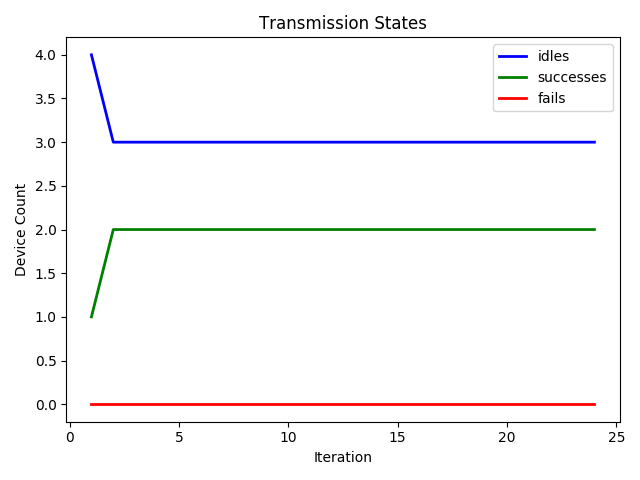 Transmission States
idles
successes
fails
Device Count
4.0
3.5
3.0
2.5
2.0
1.5
1.0
0.5
0.0
0 5 10 15 20 25
Iteration